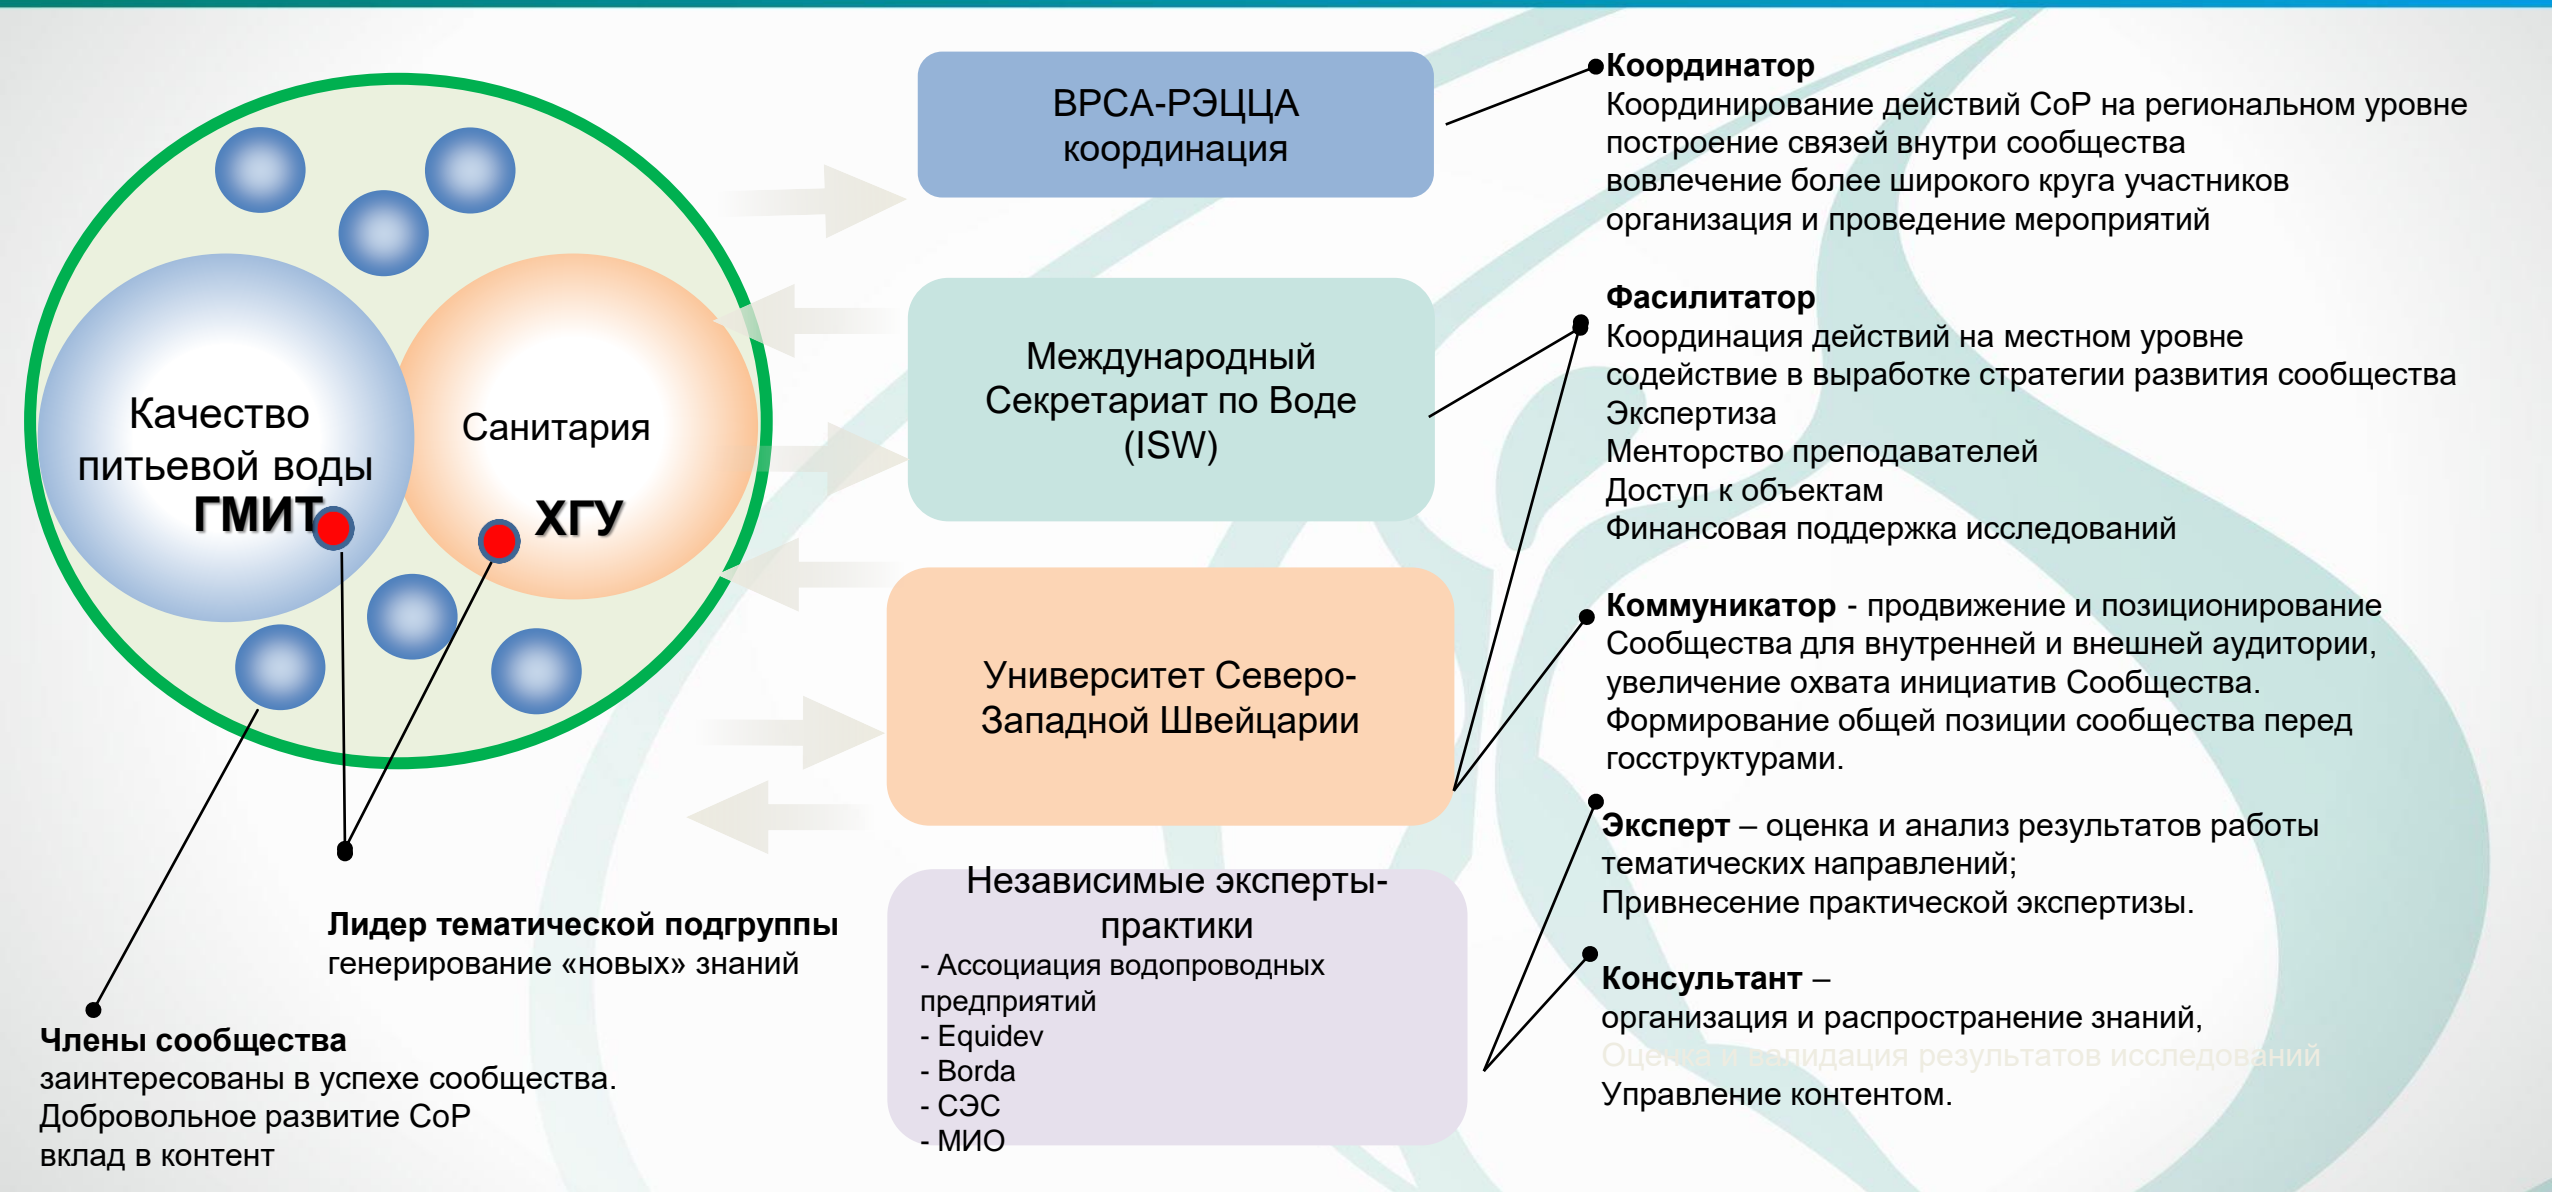 Качество
питьевой воды
ГМИТ
Санитария
ХГУ
Лидер тематической подгруппы
генерирование «новых» знаний
Члены сообщества
заинтересованы в успехе сообщества.
Добровольное развитие СоР
вклад в контент
ВРСА-РЭЦЦА
координация
Международный
Секретариат по Воде
(ISW)
Университет Северо-
Западной Швейцарии
Независимые эксперты-
практики
- Ассоциация водопроводных
предприятий
- Equidev
- Borda
- СЭС
- МИО
Координатор
Координирование действий СоР на региональном уровне
построение связей внутри сообщества
вовлечение более широкого круга участников
организация и проведение мероприятий
Фасилитатор
Координация действий на местном уровне
содействие в выработке стратегии развития сообщества
Экспертиза
Менторство преподавателей
Доступ к объектам
Финансовая поддержка исследований
Коммуникатор - продвижение и позиционирование
Сообщества для внутренней и внешней аудитории,
увеличение охвата инициатив Сообщества.
Формирование общей позиции сообщества перед
госструктурами.
Эксперт – оценка и анализ результатов работы
тематических направлений;
Привнесение практической экспертизы.
Консультант –
организация и распространение знаний,
Оценка и валидация результатов исследований
Управление контентом.